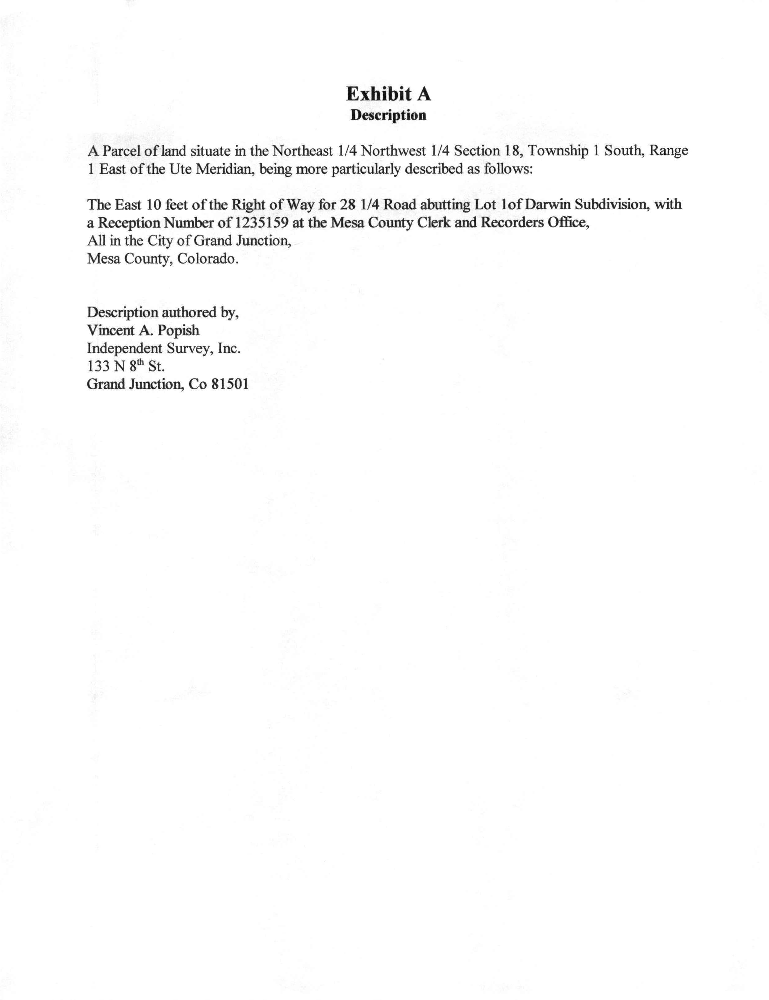 Exhibit A
Description
A Parcel of land situate in the Northeast 1/4 Northwest 1/4 Section 18, Township 1 South, Range
1 East of the Ute Meridian, being more particularly described as follows:
The East 10 feet of the Right of Way for 28 1/4 Road abutting Lot 1of Darwin Subdivision, with
a Reception Number of 1235159 at the Mesa County Clerk and Recorders Office,
All in the City of Grand Junction,
Mesa County, Colorado.
Description authored by,
Vincent A. Popish
Independent Survey, Inc.
133 N 8th St.
Grand Junction, Co 81501